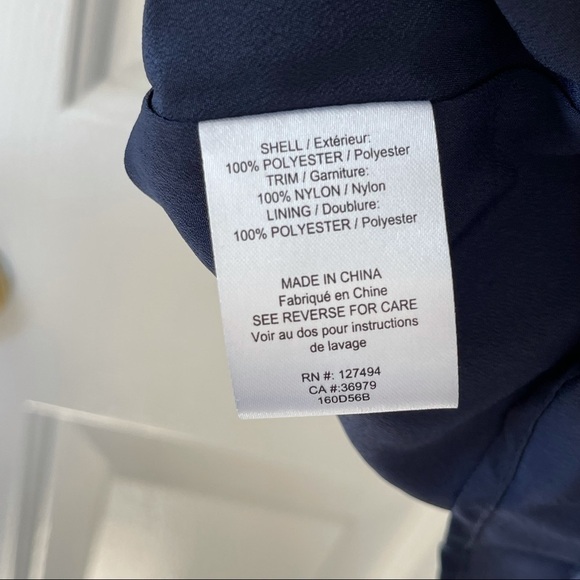 SHELL / Extérieur:
100% POLYESTER / Polyester
TRIM / Garniture:
100% NYLON / Nylon
LINING / Doublure:
100% POLYESTER / Polyester
MADE IN CHINA
Fabriqué en Chine
SEE REVERSE FOR CARE
Voir au dos pour instructions
de lavage
RN #: 127494
CA #:36979
160D56B